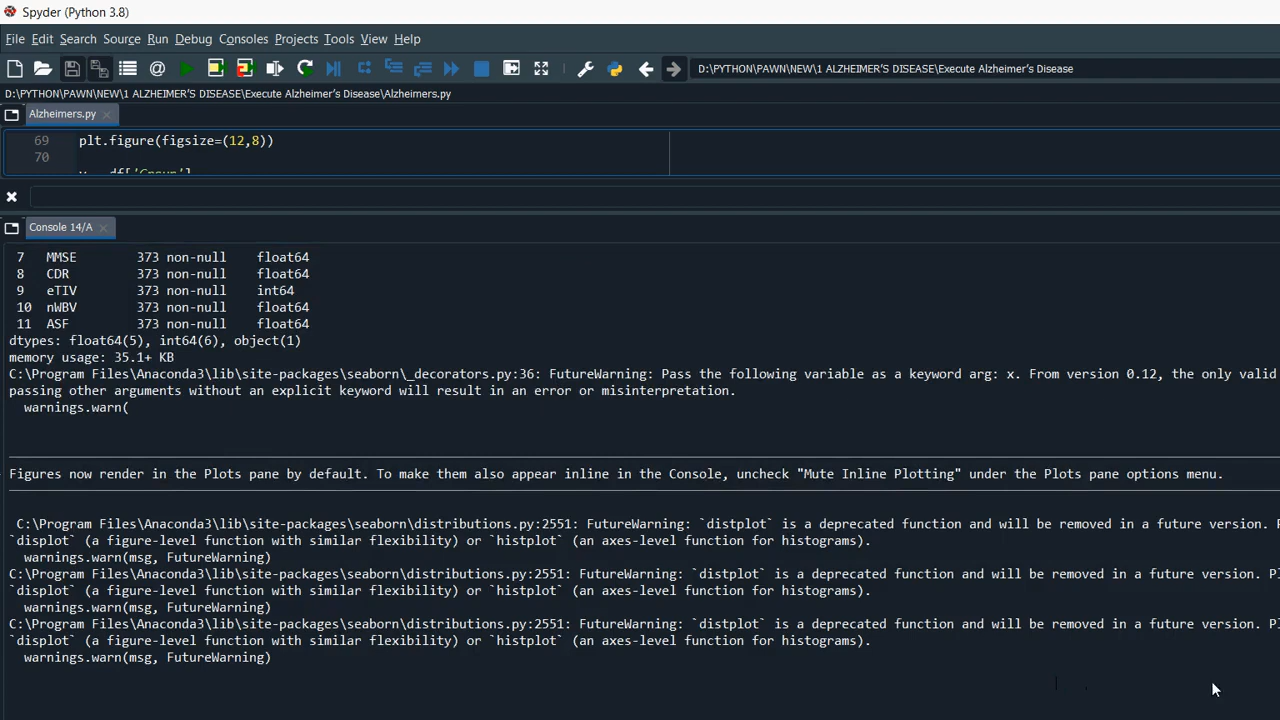 Spyder (Python 3.8)
File Edit Search Source Run Debug Consoles Projects Tools View Help
D:\PYTHON\PAWN\NEW\1 ALZHEIMER'S DISEASE\Execute Alzheimer's Disease
D:\PYTHON\PAWN\NEW\1 ALZHEIMER'S DISEASE\Execute Alzheimer's Disease\Alzheimers.py
Alzheimers.py
69 plt.figure(figsize=(12,8))
70
Console 14/A
7 MMSE 373 non-null float64
8 CDR 373 non-null float64
9 eTIV 373 non-null int64
10 nWBV 373 non-null float64
11 ASF 373 non-null float64
dtypes: float64(5), int64(6), object(1)
memory usage: 35.1+ KB
C:\Program Files\Anaconda3\lib\site-packages\seaborn\_decorators.py:36: FutureWarning: Pass the following variable as a keyword arg: x. From version 0.12, the only valid
passing other arguments without an explicit keyword will result in an error or misinterpretation.
warnings.warn(
Figures now render in the Plots pane by default. To make them also appear inline in the Console, uncheck "Mute Inline Plotting" under the Plots pane options menu.
C:\Program Files\Anaconda3\lib\site-packages\seaborn\distributions.py:2551: FutureWarning: `distplot` is a deprecated function and will be removed in a future version.
`displot` (a figure-level function with similar flexibility) or `histplot` (an axes-level function for histograms).
warnings.warn(msg, FutureWarning)
C:\Program Files\Anaconda3\lib\site-packages\seaborn\distributions.py:2551: FutureWarning: `distplot` is a deprecated function and will be removed in a future version. Pl
`displot` (a figure-level function with similar flexibility) or `histplot` (an axes-level function for histograms).
warnings.warn(msg, FutureWarning)
C:\Program Files\Anaconda3\lib\site-packages\seaborn\distributions.py:2551: FutureWarning: `distplot` is a deprecated function and will be removed in a future version. Pl
`displot` (a figure-level function with similar flexibility) or `histplot` (an axes-level function for histograms).
warnings.warn(msg, FutureWarning)